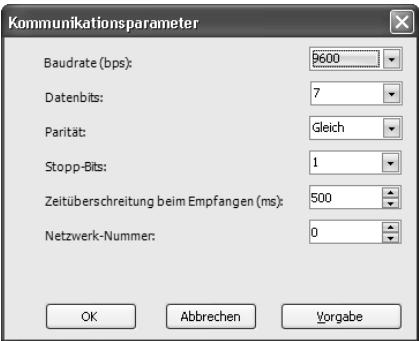 Kommunikationsparameter
Baudrate (bps): 9600
Datenbits: 7
Parität: Gleich
Stopp-Bits: 1
Zeitüberschreitung beim Empfangen (ms): 500
Netzwerk-Nummer: 0
OK Abbrechen Vorgabe